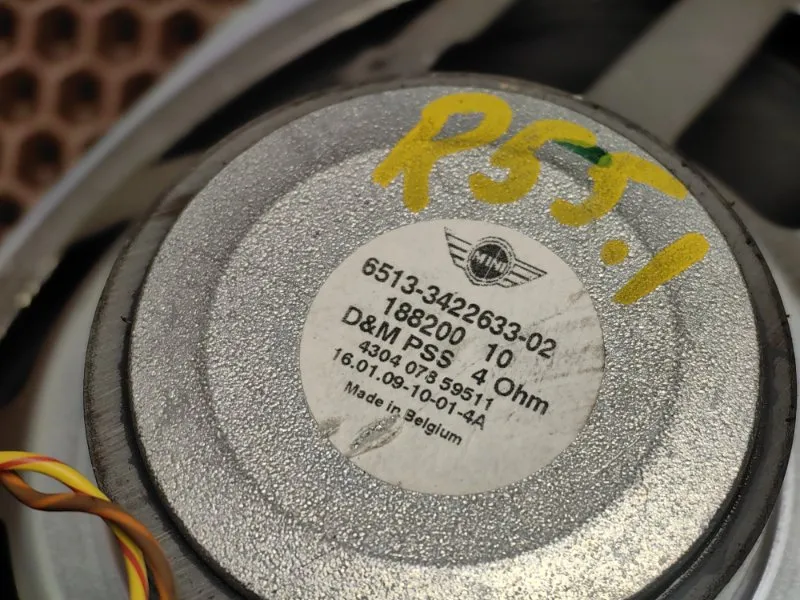 R55.1
MINI
6513-3422633-02
188200 10
D&M PSS 4 Ohm
4304 078 59511
16.01.09-10-01-4A
Made in Belgium